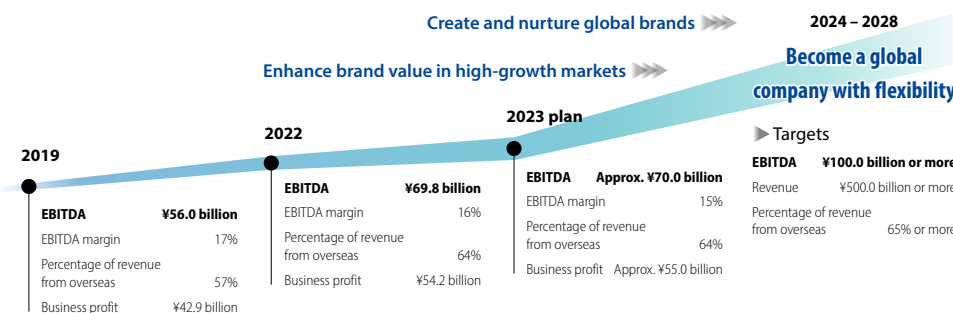 Create and nurture global brands
2024 – 2028
Enhance brand value in high-growth markets
Become a global
company with flexibility
2019
EBITDA ¥56.0 billion
EBITDA margin 17%
Percentage of revenue
from overseas 57%
Business profit ¥42.9 billion
2022
EBITDA ¥69.8 billion
EBITDA margin 16%
Percentage of revenue
from overseas 64%
Business profit ¥54.2 billion
2023 plan
EBITDA Approx. ¥70.0 billion
EBITDA margin 15%
Percentage of revenue
from overseas 64%
Business profit Approx. ¥55.0 billion
Targets
EBITDA ¥100.0 billion or more
Revenue ¥500.0 billion or more
Percentage of revenue
from overseas 65% or more